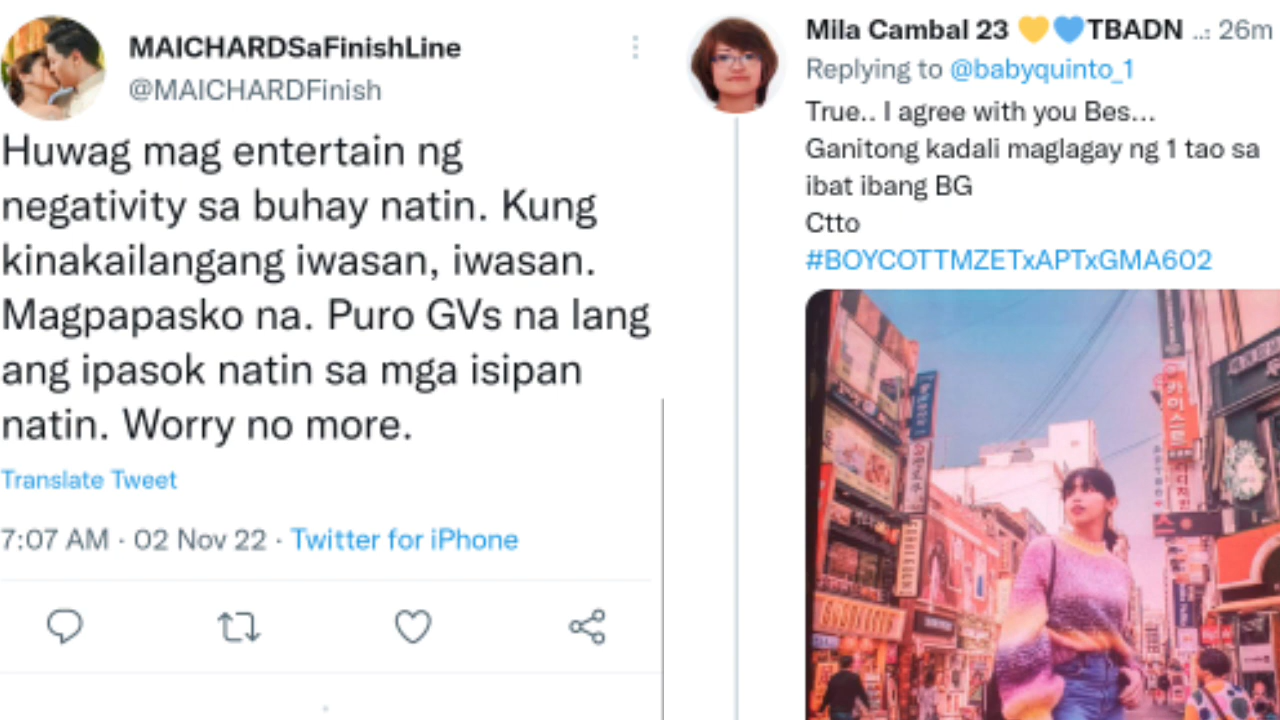 MAICHARDSaFinishLine
@MAICHARDFinish
Huwag mag entertain ng
negativity sa buhay natin. Kung
kinakailangang iwasan, iwasan.
Magpapasko na. Puro GVs na lang
ang ipasok natin sa mga isipan
natin. Worry no more.
Translate Tweet
7:07 AM · 02 Nov 22 · Twitter for iPhone
Mila Cambal 23 💛💙TBADN ..: 26m
Replying to @babyquinto_1
True.. I agree with you Bes...
Ganitong kadali maglagay ng 1 tao sa
ibat ibang BG
Ctto
#BOYCOTTMZETxAPTxGMA602